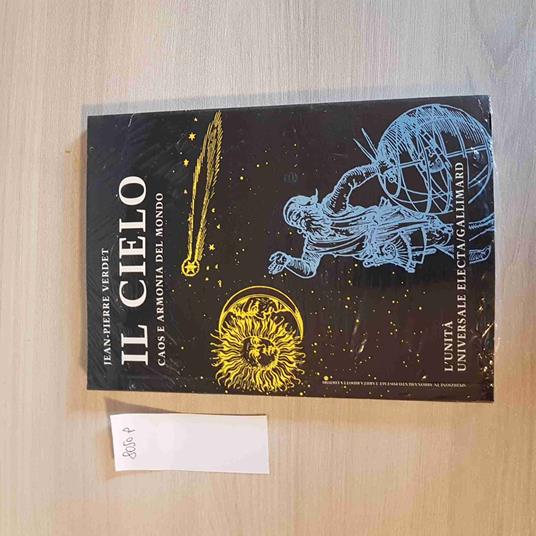 JEAN-PIERRE VERDET
IL CIELO
CAOS E ARMONIA DEL MONDO
L'UNITÀ
UNIVERSALE ELECTA/GALLIMARD
8050 P